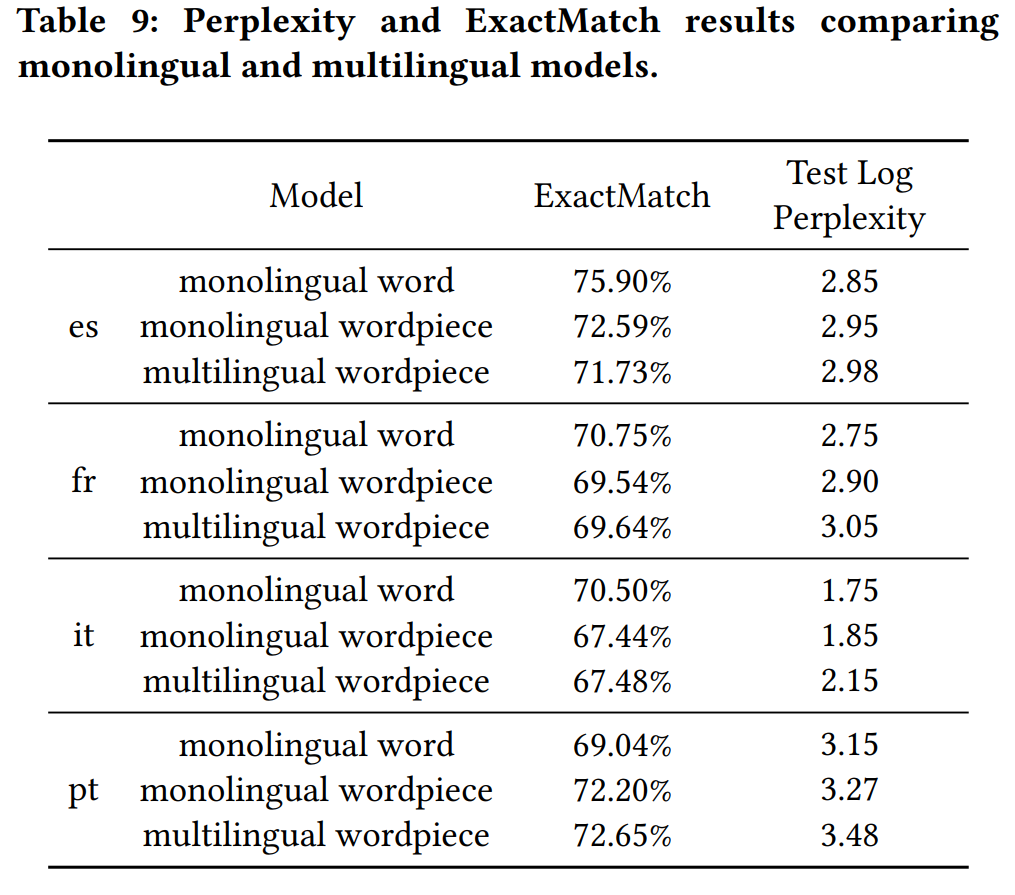 Table 9: Perplexity and ExactMatch results comparing
monolingual and multilingual models.
Model ExactMatch Test Log
Perplexity
monolingual word 75.90% 2.85
es monolingual wordpiece 72.59% 2.95
multilingual wordpiece 71.73% 2.98
monolingual word 70.75% 2.75
fr monolingual wordpiece 69.54% 2.90
multilingual wordpiece 69.64% 3.05
monolingual word 70.50% 1.75
it monolingual wordpiece 67.44% 1.85
multilingual wordpiece 67.48% 2.15
monolingual word 69.04% 3.15
pt monolingual wordpiece 72.20% 3.27
multilingual wordpiece 72.65% 3.48